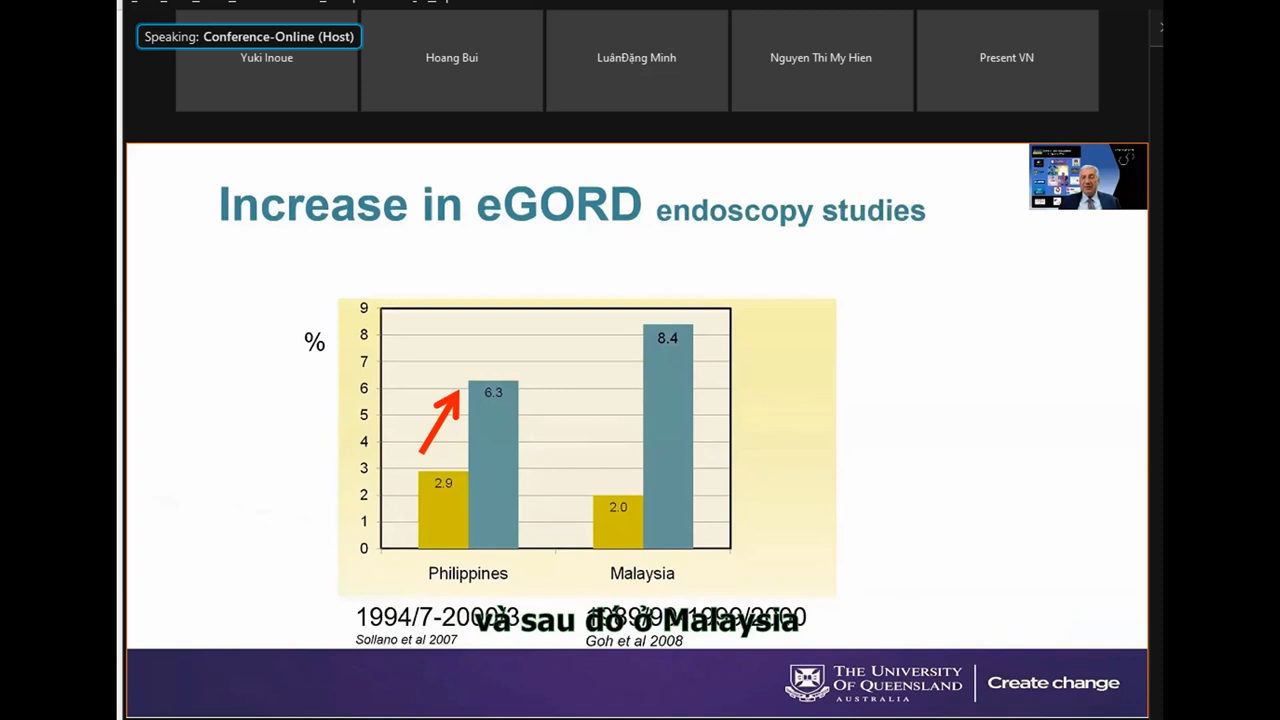 Speaking: Conference-Online (Host)
Yuki Inoue
Hoang Bui
LuânĐặng Minh
Nguyen Thi My Hien
Present VN
Increase in eGORD endoscopy studies
%
9
8
7
6
5
4
3
2
1
0
2.9
6.3
2.0
8.4
Philippines
Malaysia
1994/7-2000/3
Sollano et al 2007
1989/90-1999/2000
Goh et al 2008
và sau đó ở Malaysia
THE UNIVERSITY
OF QUEENSLAND
AUSTRALIA
Create change